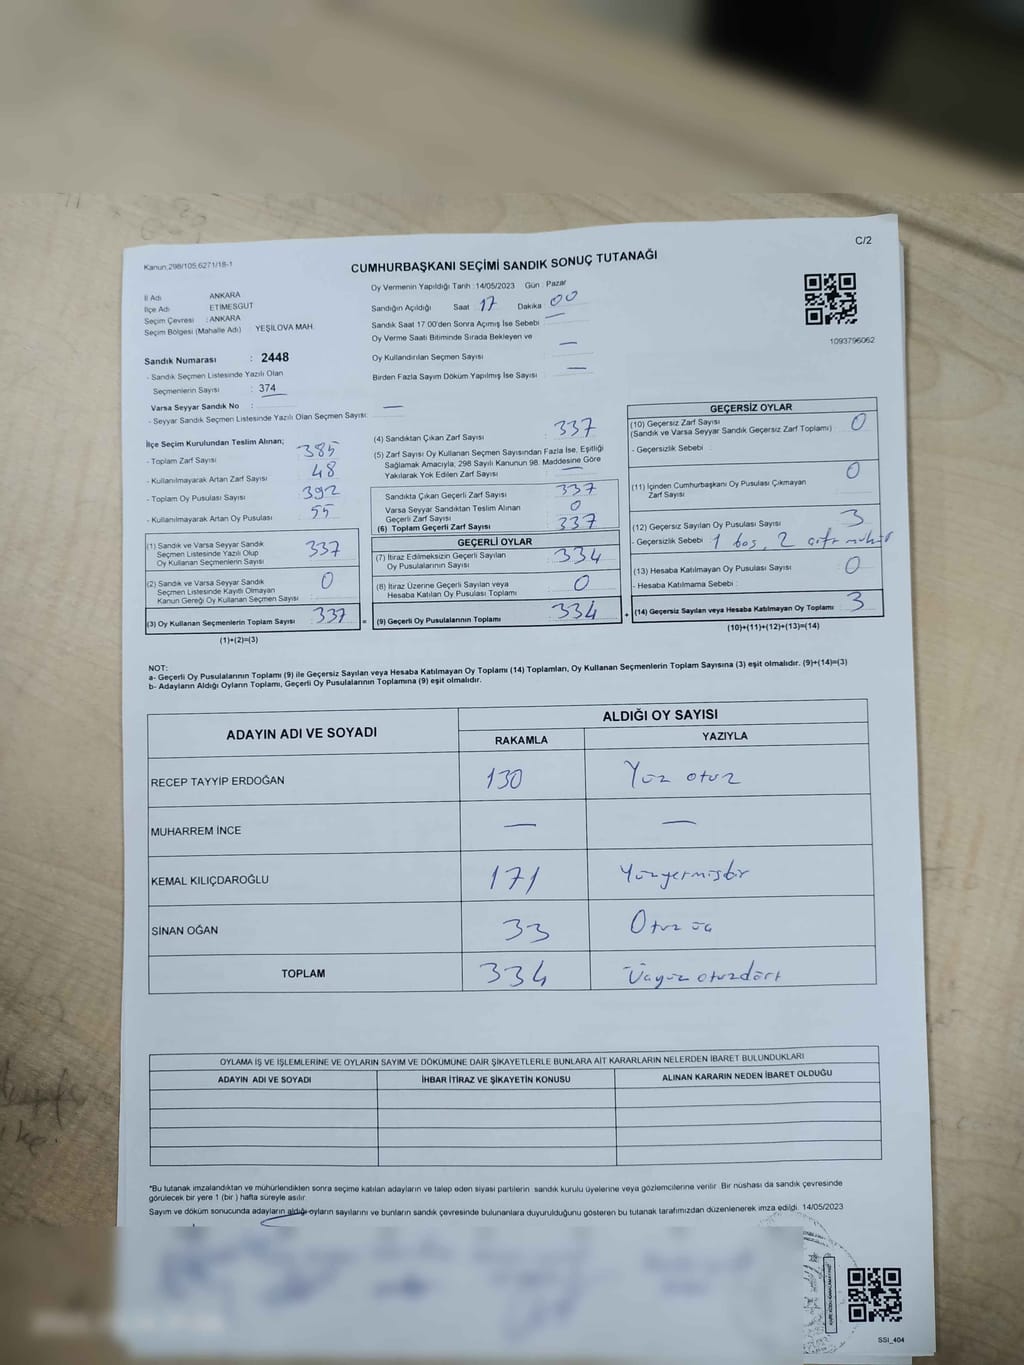 C/2
Kanun,298/105,6271/18-1
CUMHURBAŞKANI SEÇİMİ SANDIK SONUÇ TUTANAĞI
İl Adı ANKARA
İlçe Adı ETİMESGUT
Seçim Çevresi : ANKARA
Seçim Bölgesi (Mahalle Adı) YEŞİLOVA MAH.
Sandık Numarası : 2448
- Sandık Seçmen Listesinde Yazılı Olan
Seçmenlerin Sayısı : 374
Varsa Seyyar Sandık No : —
- Seyyar Sandık Seçmen Listesinde Yazılı Olan Seçmen Sayısı:
Oy Vermenin Yapıldığı Tarih :14/05/2023 Gün : Pazar
Sandığın Açıldığı Saat 17 Dakika : 00
Sandık Saat 17 00'den Sonra Açımış İse Sebebi : —
Oy Verme Saati Bitiminde Sırada Bekleyen ve
Oy Kullandırılan Seçmen Sayısı : —
Birden Fazla Sayım Döküm Yapılmış İse Sayısı : —
1093796062
İlçe Seçim Kurulundan Teslim Alınan;
- Toplam Zarf Sayısı : 385
- Kullanılmayarak Artan Zarf Sayısı : 48
- Toplam Oy Pusulası Sayısı : 392
- Kullanılmayarak Artan Oy Pusulası : 55
(1) Sandık ve Varsa Seyyar Sandık
Seçmen Listesinde Yazılı Olup
Oy Kullanan Seçmenlerin Sayısı : 337
(2) Sandık ve Varsa Seyyar Sandık
Seçmen Listesinde Kayıtlı Olmayan
Kanun Gereği Oy Kullanan Seçmen Sayısı : 0
(3) Oy Kullanan Seçmenlerin Toplam Sayısı : 337
(1)+(2)=(3)
(4) Sandıktan Çıkan Zarf Sayısı : 337
(5) Zarf Sayısı Oy Kullanan Seçmen Sayısından Fazla İse, Eşitliği
Sağlamak Amacıyla; 298 Sayılı Kanunun 98. Maddesine Göre
Yakılarak Yok Edilen Zarf Sayısı : —
Sandıkta Çıkan Geçerli Zarf Sayısı : 337
Varsa Seyyar Sandıktan Teslim Alınan
Geçerli Zarf Sayısı : 0
(6) Toplam Geçerli Zarf Sayısı : 337
GEÇERLİ OYLAR
(7) İtiraz Edilmeksizin Geçerli Sayılan
Oy Pusulasının Sayısı : 334
(8) İtiraz Üzerine Geçerli Sayılan veya
Hesaba Katılan Oy Pusulası Toplamı : 0
= (9) Geçerli Oy Pusulalarının Toplamı : 334
GEÇERSİZ OYLAR
(10) Geçersiz Zarf Sayısı
(Sandık ve Varsa Seyyar Sandık Geçersiz Zarf Toplamı) : 0
- Geçersizlik Sebebi :
(11) İçinden Cumhurbaşkanı Oy Pusulası Çıkmayan
Zarf Sayısı : 0
(12) Geçersiz Sayılan Oy Pusulası Sayısı : 3
- Geçersizlik Sebebi : 1 boş, 2 çift mühür
(13) Hesaba Katılmayan Oy Pusulası Sayısı : 0
- Hesaba Katılmama Sebebi :
+ (14) Geçersiz Sayılan veya Hesaba Katılmayan Oy Toplamı : 3
(10)+(11)+(12)+(13)=(14)
NOT:
a- Geçerli Oy Pusulalarının Toplamı (9) ile Geçersiz Sayılan veya Hesaba Katılmayan Oy Toplamı (14) Toplamları, Oy Kullanan Seçmenlerin Toplam Sayısına (3) eşit olmalıdır. (9)+(14)=(3)
b- Adayların Aldığı Oyların Toplamı, Geçerli Oy Pusulalarının Toplamına (9) eşit olmalıdır.
ADAYIN ADI VE SOYADI
ALDIĞI OY SAYISI
RAKAMLA YAZIYLA
RECEP TAYYİP ERDOĞAN 130 Yüz otuz
MUHARREM İNCE — —
KEMAL KILIÇDAROĞLU 171 Yüzyetmişbir
SİNAN OĞAN 33 Otuz üç
TOPLAM 334 Üçyüz otuzdört
OYLAMA İŞ VE İŞLEMLERİNE VE OYLARIN SAYIM VE DÖKÜMÜNE DAİR ŞİKAYETLERLE BUNLARA AİT KARARLARIN NELERDEN İBARET BULUNDUKLARI
ADAYIN ADI VE SOYADI İHBAR İTİRAZ VE ŞİKAYETİN KONUSU ALINAN KARARIN NEDEN İBARET OLDUĞU
*Bu tutanak imzalandıktan ve mühürlendikten sonra seçime katılan adayların ve talep eden siyasi partilerin sandık kurulu üyelerine veya gözlemcilerine verilir. Bir nüshası da sandık çevresinde
görülecek bir yere 1 (bir ) hafta süreyle asılır.
Sayım ve döküm sonucunda adayların aldığı oyların sayılarını ve bunların sandık çevresinde bulunanlara duyurulduğunu gösteren bu tutanak tarafımızdan düzenlenerek imza edildi. 14/05/2023
SSI_404